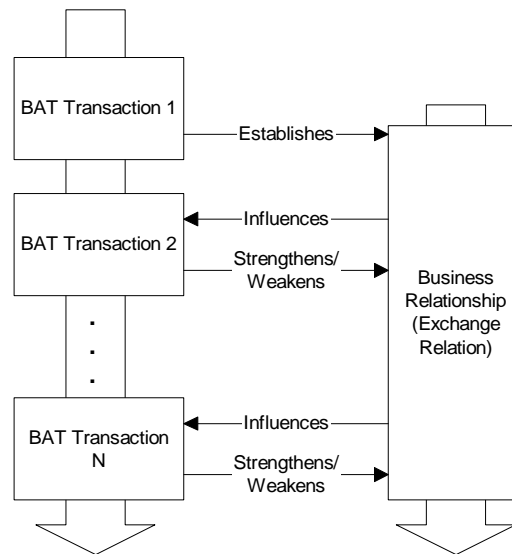 BAT Transaction 1
Establishes
BAT Transaction 2
Influences
Strengthens/
Weakens
Business
Relationship
(Exchange
Relation)
BAT Transaction
N
Influences
Strengthens/
Weakens